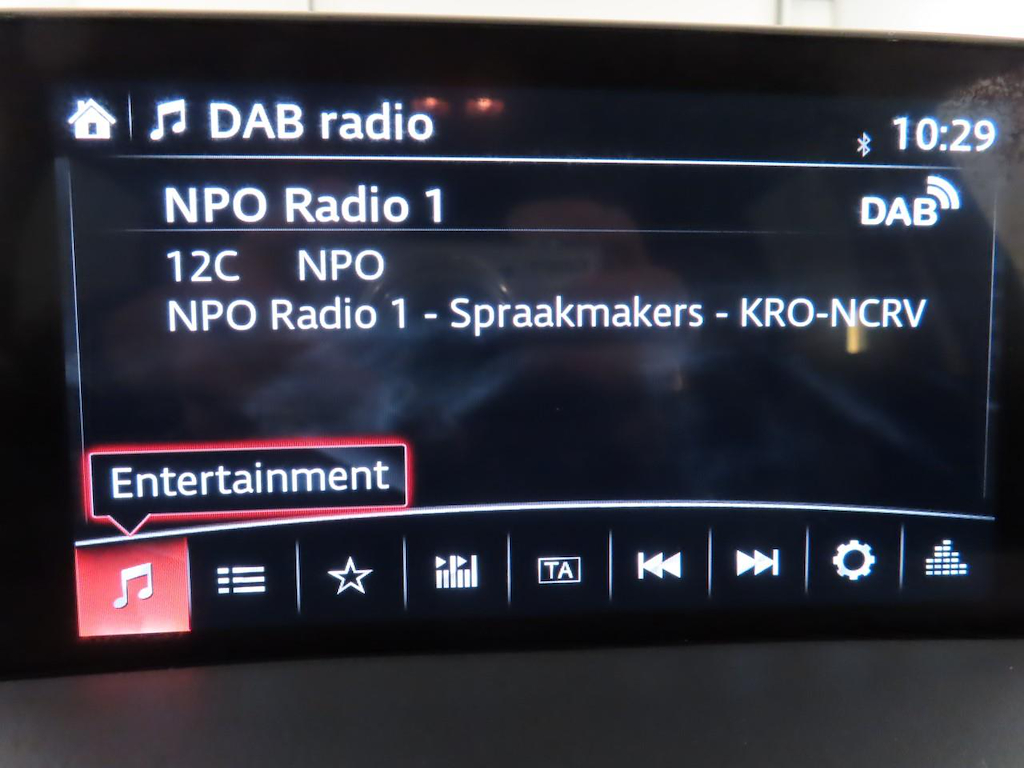 DAB radio
10:29
NPO Radio 1
DAB
12C NPO
NPO Radio 1 - Spraakmakers - KRO-NCRV
Entertainment
TA